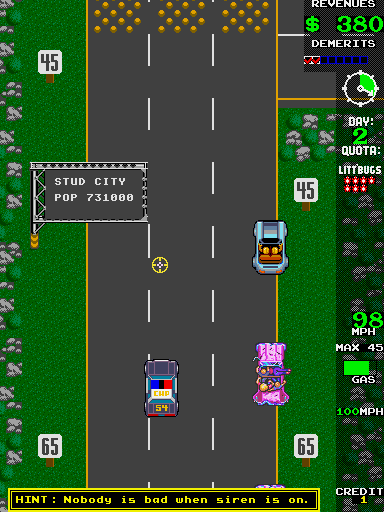 REVENUES
$ 380
DEMERITS
45
DAY:
2
QUOTA:
LITTBUGS
STUD CITY
POP 731000
45
98
MPH
MAX 45
GAS
CHP
54
100MPH
65
65
CREDIT
1
HINT: Nobody is bad when siren is on.